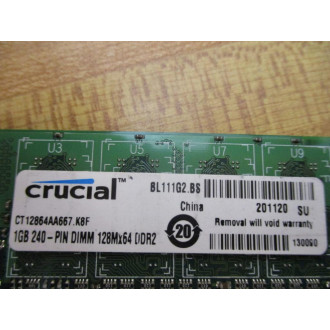 U3 U5 U7 U9
crucial™ BL111G2.BS
China 201120 SU
CT12864AA667.K8F Removal will void warranty
1GB 240-PIN DIMM 128Mx64 DDR2 20 130090